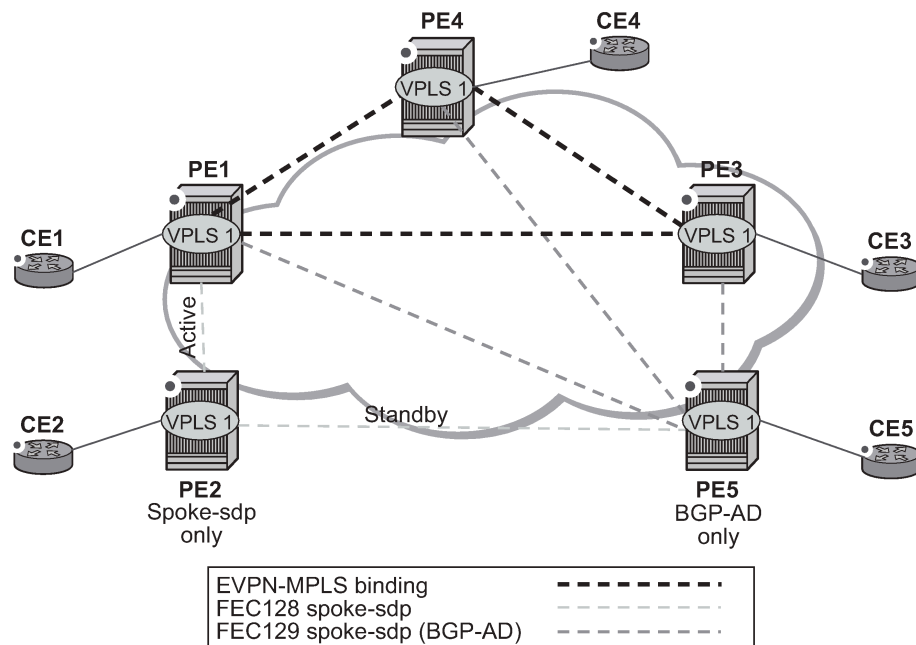 PE4
CE4
VPLS 1
PE1
PE3
CE1
VPLS 1
VPLS 1
CE3
Active
CE2
VPLS 1
Standby
VPLS 1
CE5
PE2
Spoke-sdp
only
PE5
BGP-AD
only
EVPN-MPLS binding
FEC128 spoke-sdp
FEC129 spoke-sdp (BGP-AD)